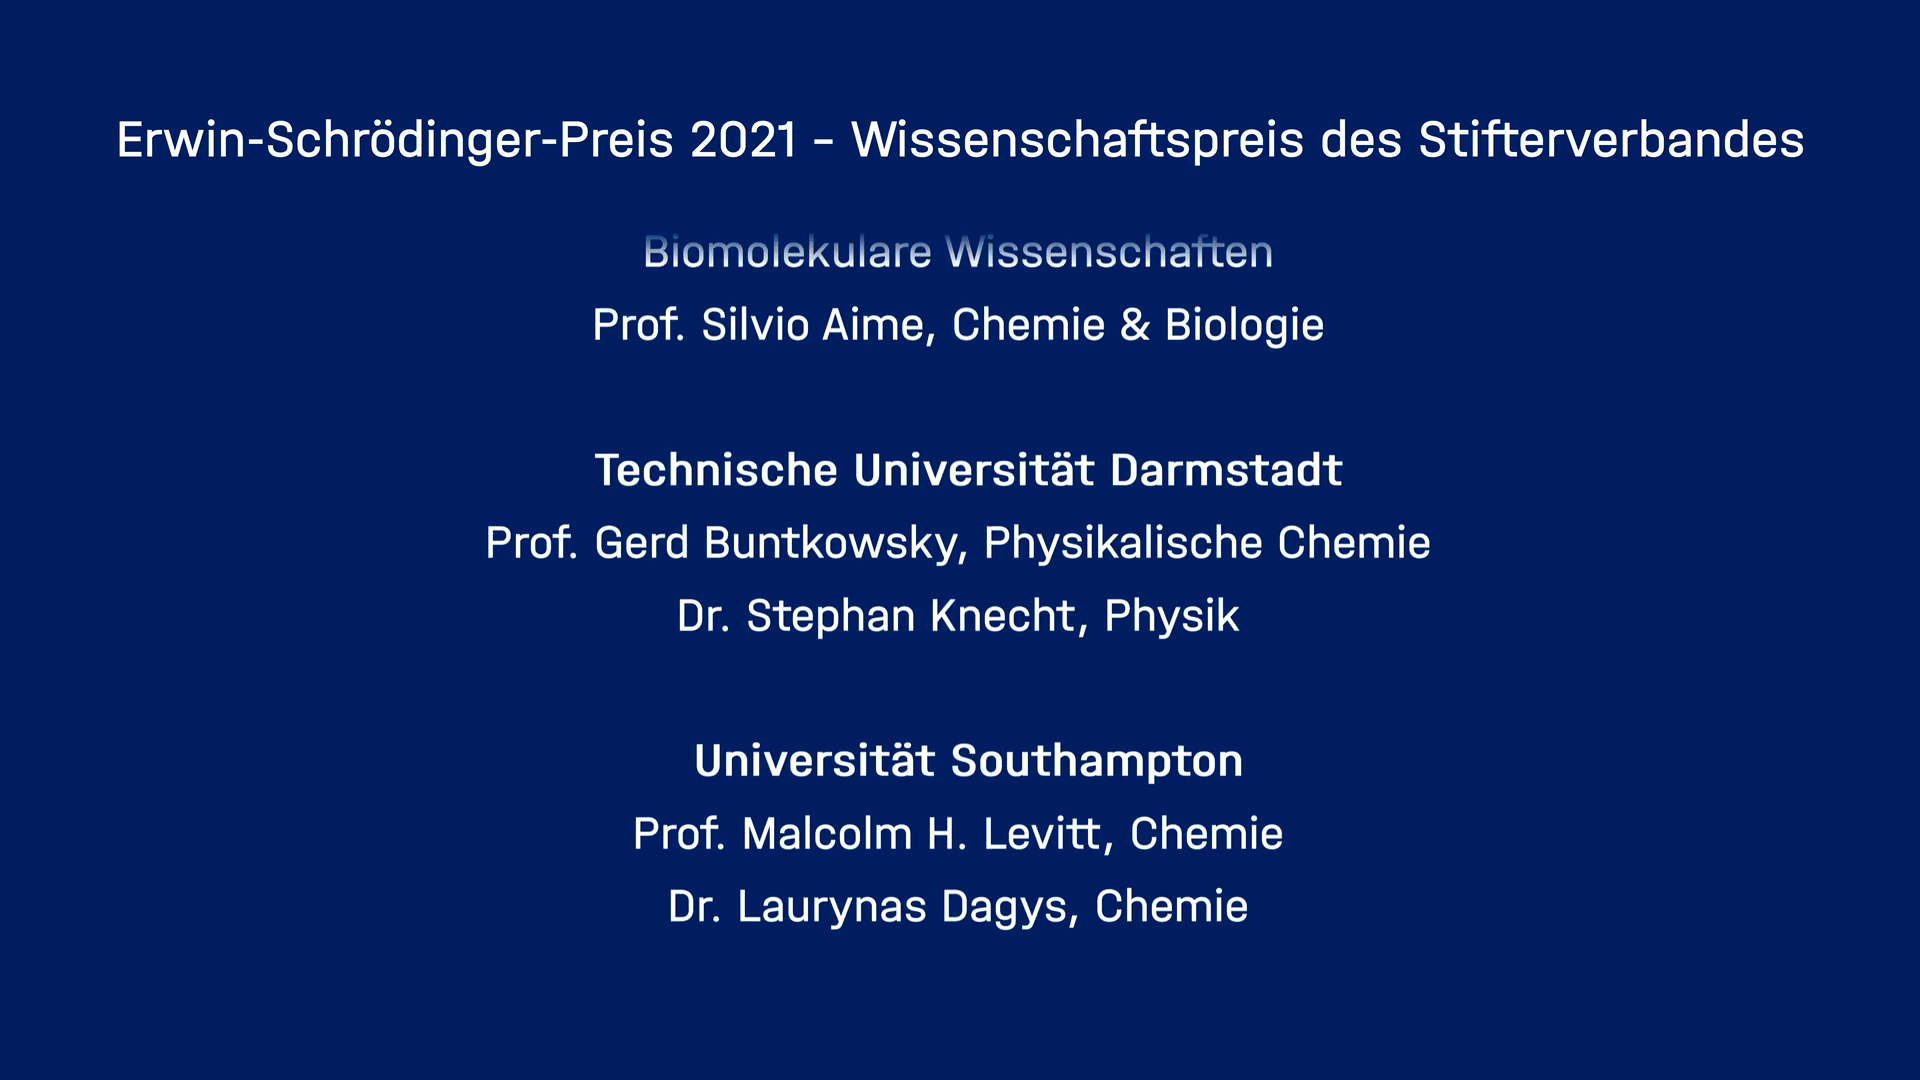 Erwin-Schrödinger-Preis 2021 – Wissenschaftspreis des Stifterverbandes
Biomolekulare Wissenschaften
Prof. Silvio Aime, Chemie & Biologie
Technische Universität Darmstadt
Prof. Gerd Buntkowsky, Physikalische Chemie
Dr. Stephan Knecht, Physik
Universität Southampton
Prof. Malcolm H. Levitt, Chemie
Dr. Laurynas Dagys, Chemie